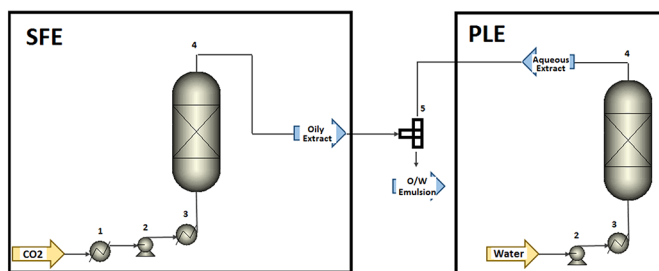 SFE
4
Oily
Extract
1
2
3
CO2
5
O/W
Emulsion
PLE
4
Aqueous
Extract
2
3
Water